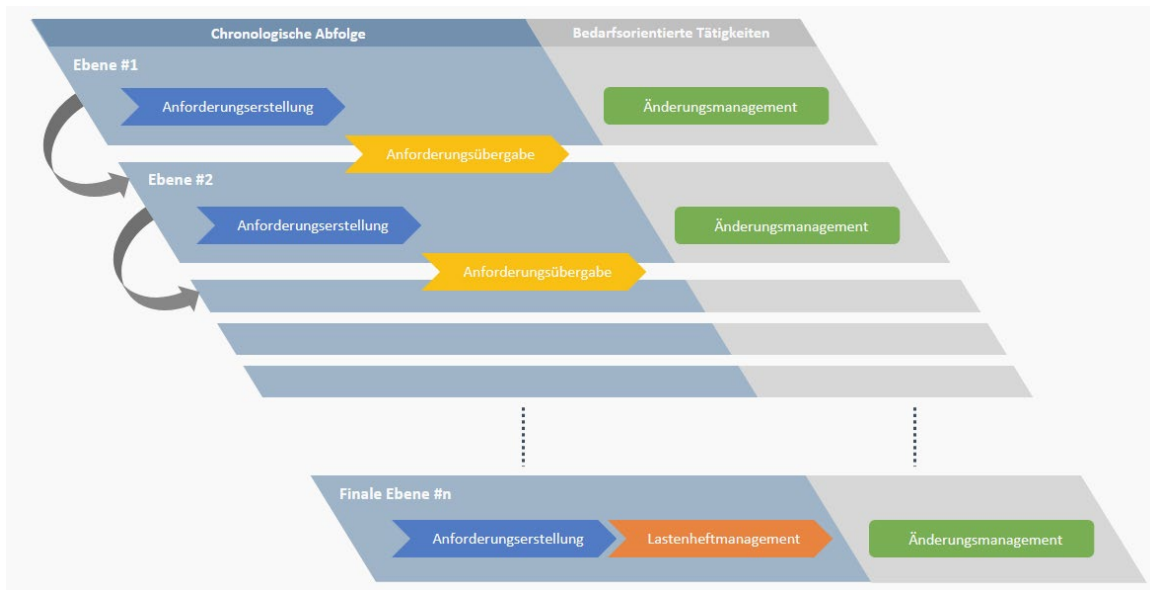 Chronologische Abfolge
Bedarfsorientierte Tätigkeiten
Ebene #1
Anforderungserstellung
Änderungsmanagement
Anforderungsübergabe
Ebene #2
Anforderungserstellung
Änderungsmanagement
Anforderungsübergabe
Finale Ebene #n
Anforderungserstellung
Lastenheftmanagement
Änderungsmanagement